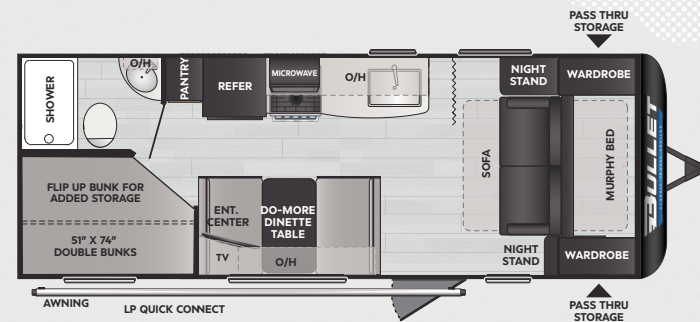 PASS THRU
STORAGE
O/H
SHOWER
PANTRY
REFER
MICROWAVE
O/H
NIGHT
STAND
WARDROBE
SOFA
MURPHY BED
BULLET
FLIP UP BUNK FOR
ADDED STORAGE
51" X 74"
DOUBLE BUNKS
ENT.
CENTER
TV
DO-MORE
DINETTE
TABLE
O/H
NIGHT
STAND
WARDROBE
AWNING
LP QUICK CONNECT
PASS THRU
STORAGE